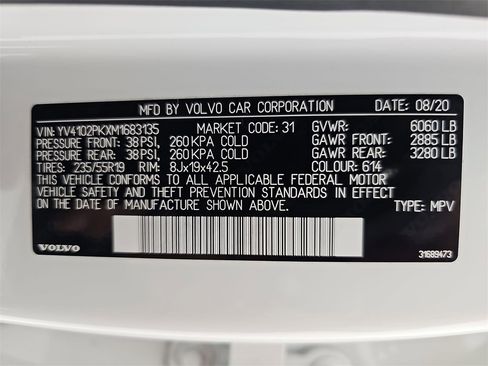 MFD BY VOLVO CAR CORPORATION DATE: 08/20
VIN: YV4102PKXM1683135 MARKET CODE: 31 GVWR: 6060 LB
PRESSURE FRONT: 38 PSI, 260 KPA COLD GAWR FRONT: 2885 LB
PRESSURE REAR: 38 PSI, 260 KPA COLD GAWR REAR: 3280 LB
TIRES: 235/55R19 RIM: 8Jx19x42.5 COLOUR: 614
THIS VEHICLE CONFORMS TO ALL APPLICABLE FEDERAL MOTOR
VEHICLE SAFETY AND THEFT PREVENTION STANDARDS IN EFFECT
ON THE DATE OF MANUFACTURE SHOWN ABOVE. TYPE: MPV
VOLVO 31689473